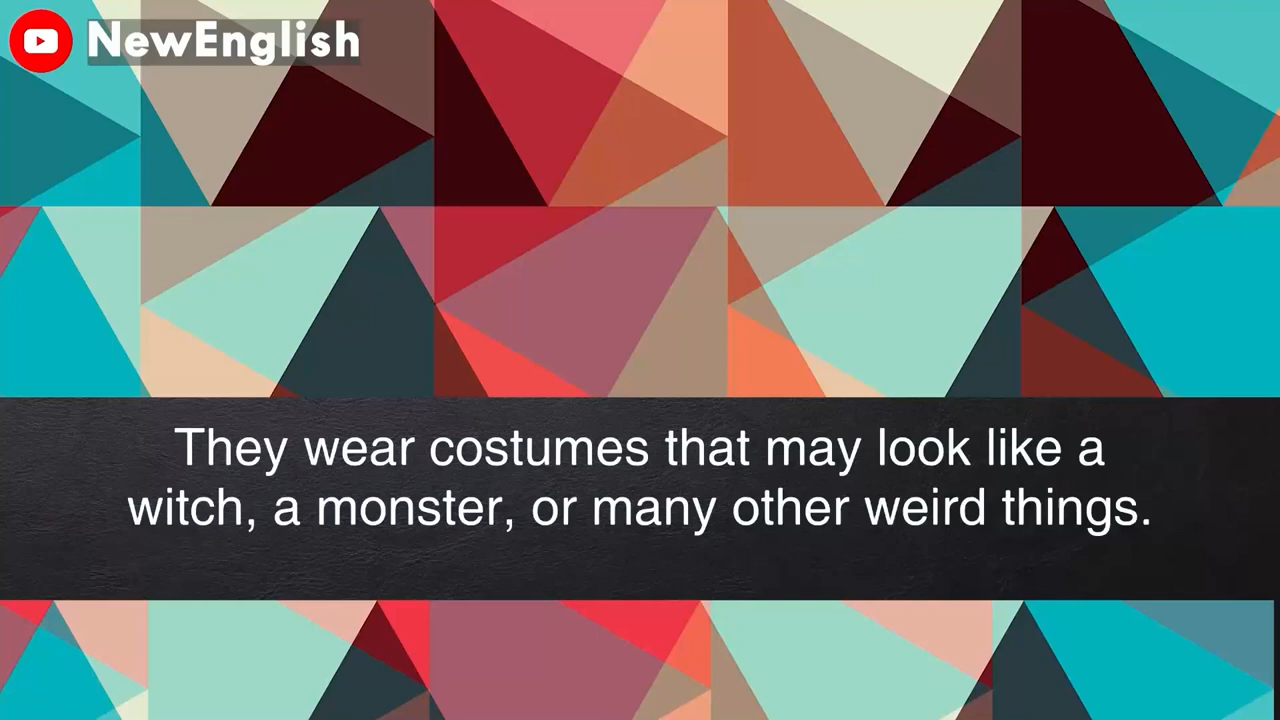 NewEnglish
They wear costumes that may look like a
witch, a monster, or many other weird things.